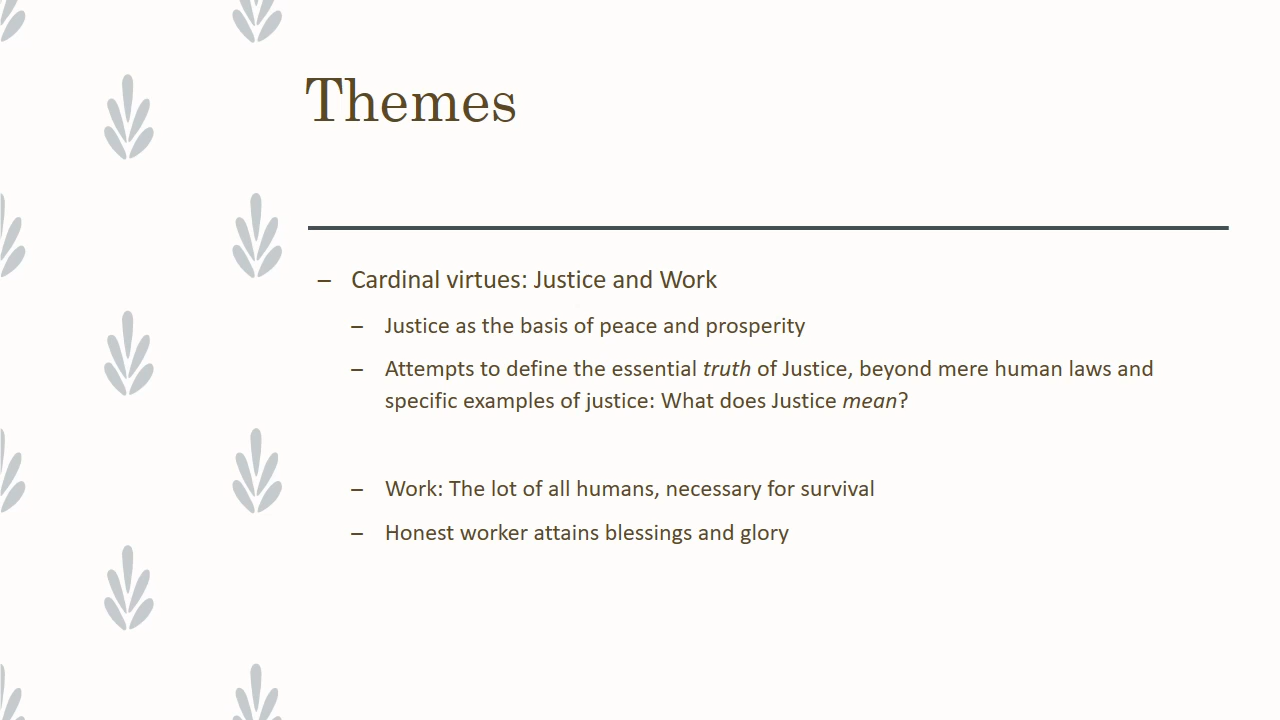 Themes
– Cardinal virtues: Justice and Work
– Justice as the basis of peace and prosperity
– Attempts to define the essential truth of Justice, beyond mere human laws and
specific examples of justice: What does Justice mean?
– Work: The lot of all humans, necessary for survival
– Honest worker attains blessings and glory